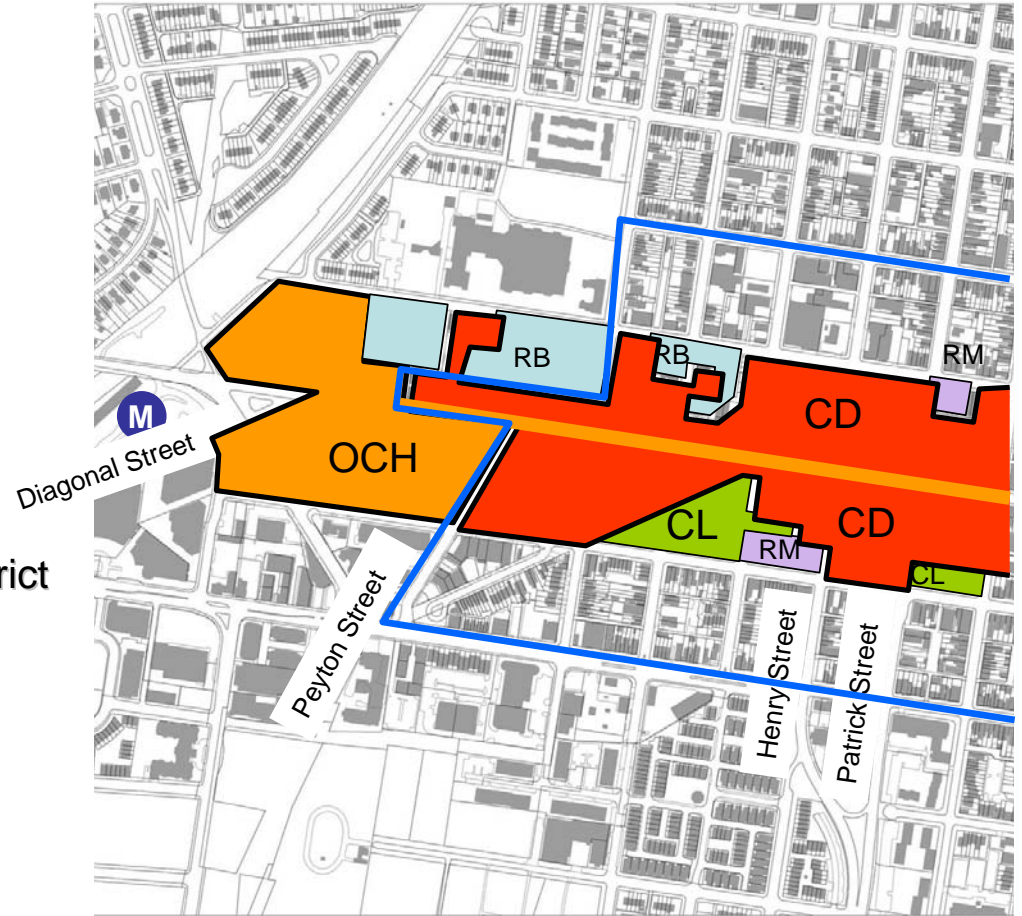 RB
RB
RM
CD
M
Diagonal Street
OCH
CL
CD
RM
rict
CL
Peyton Street
Henry Street
Patrick Street